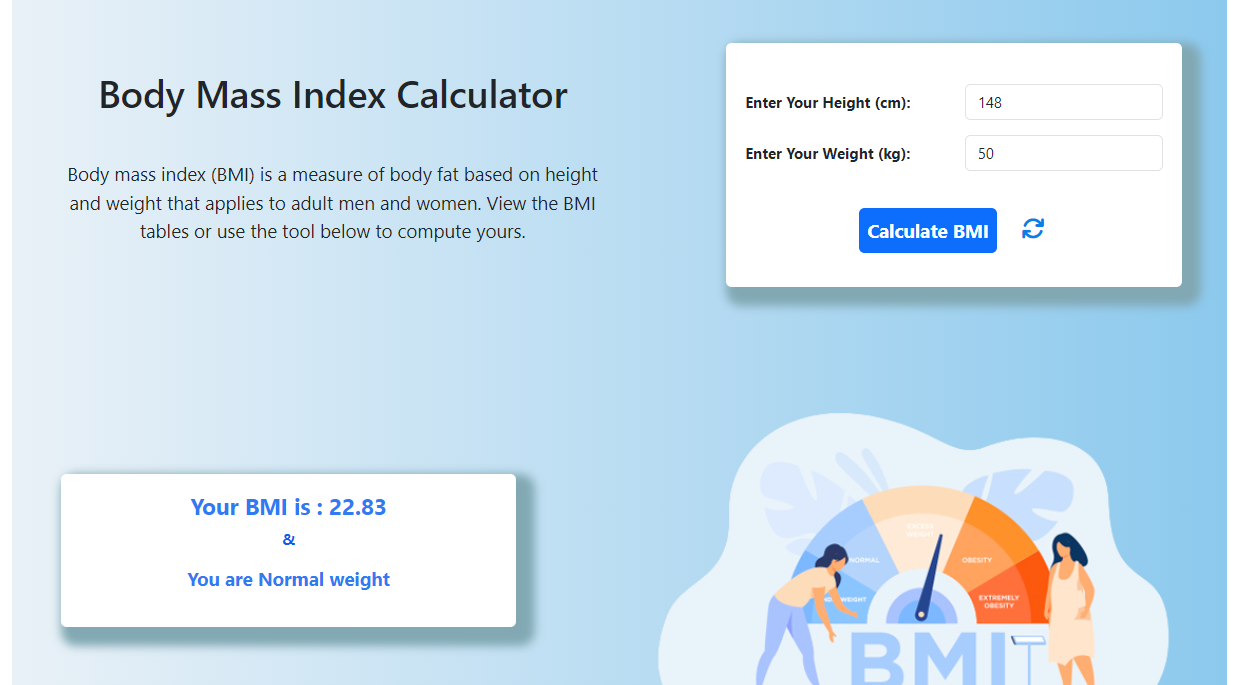 Body Mass Index Calculator
Body mass index (BMI) is a measure of body fat based on height
and weight that applies to adult men and women. View the BMI
tables or use the tool below to compute yours.
Enter Your Height (cm):
148
Enter Your Weight (kg):
50
Calculate BMI
Your BMI is : 22.83
&
You are Normal weight
EXCESS
WEIGHT
NORMAL
OBESITY
WEIGHT
EXTREMELY
OBESITY
BMI